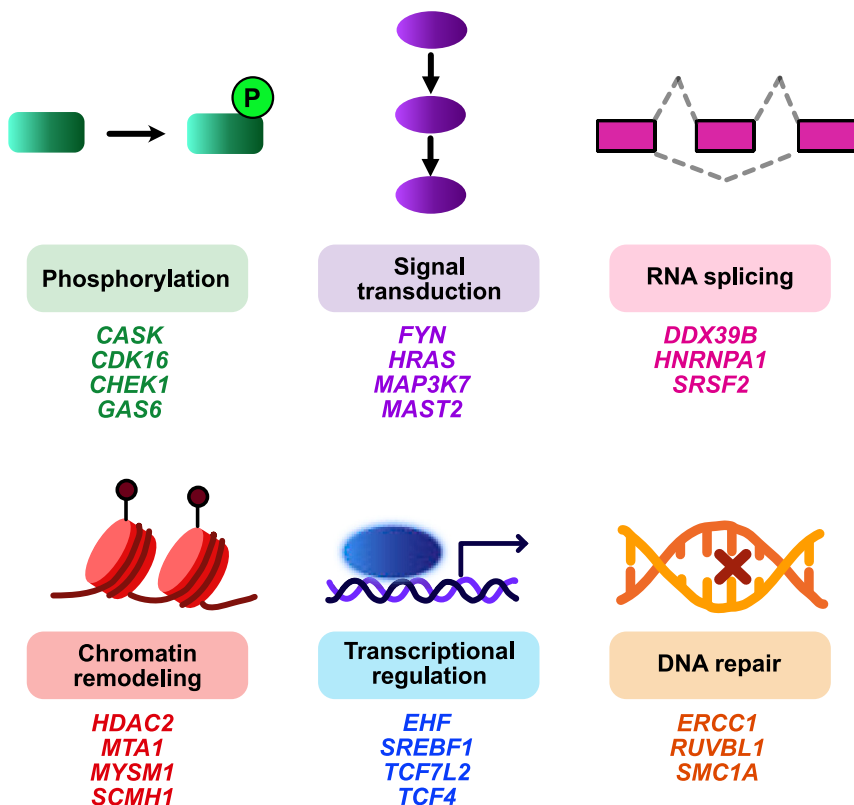 P
Phosphorylation
CASK
CDK16
CHEK1
GAS6
Signal
transduction
FYN
HRAS
MAP3K7
MAST2
RNA splicing
DDX39B
HNRNPA1
SRSF2
Chromatin
remodeling
HDAC2
MTA1
MYSM1
SCMH1
Transcriptional
regulation
EHF
SREBF1
TCF7L2
TCF4
DNA repair
ERCC1
RUVBL1
SMC1A